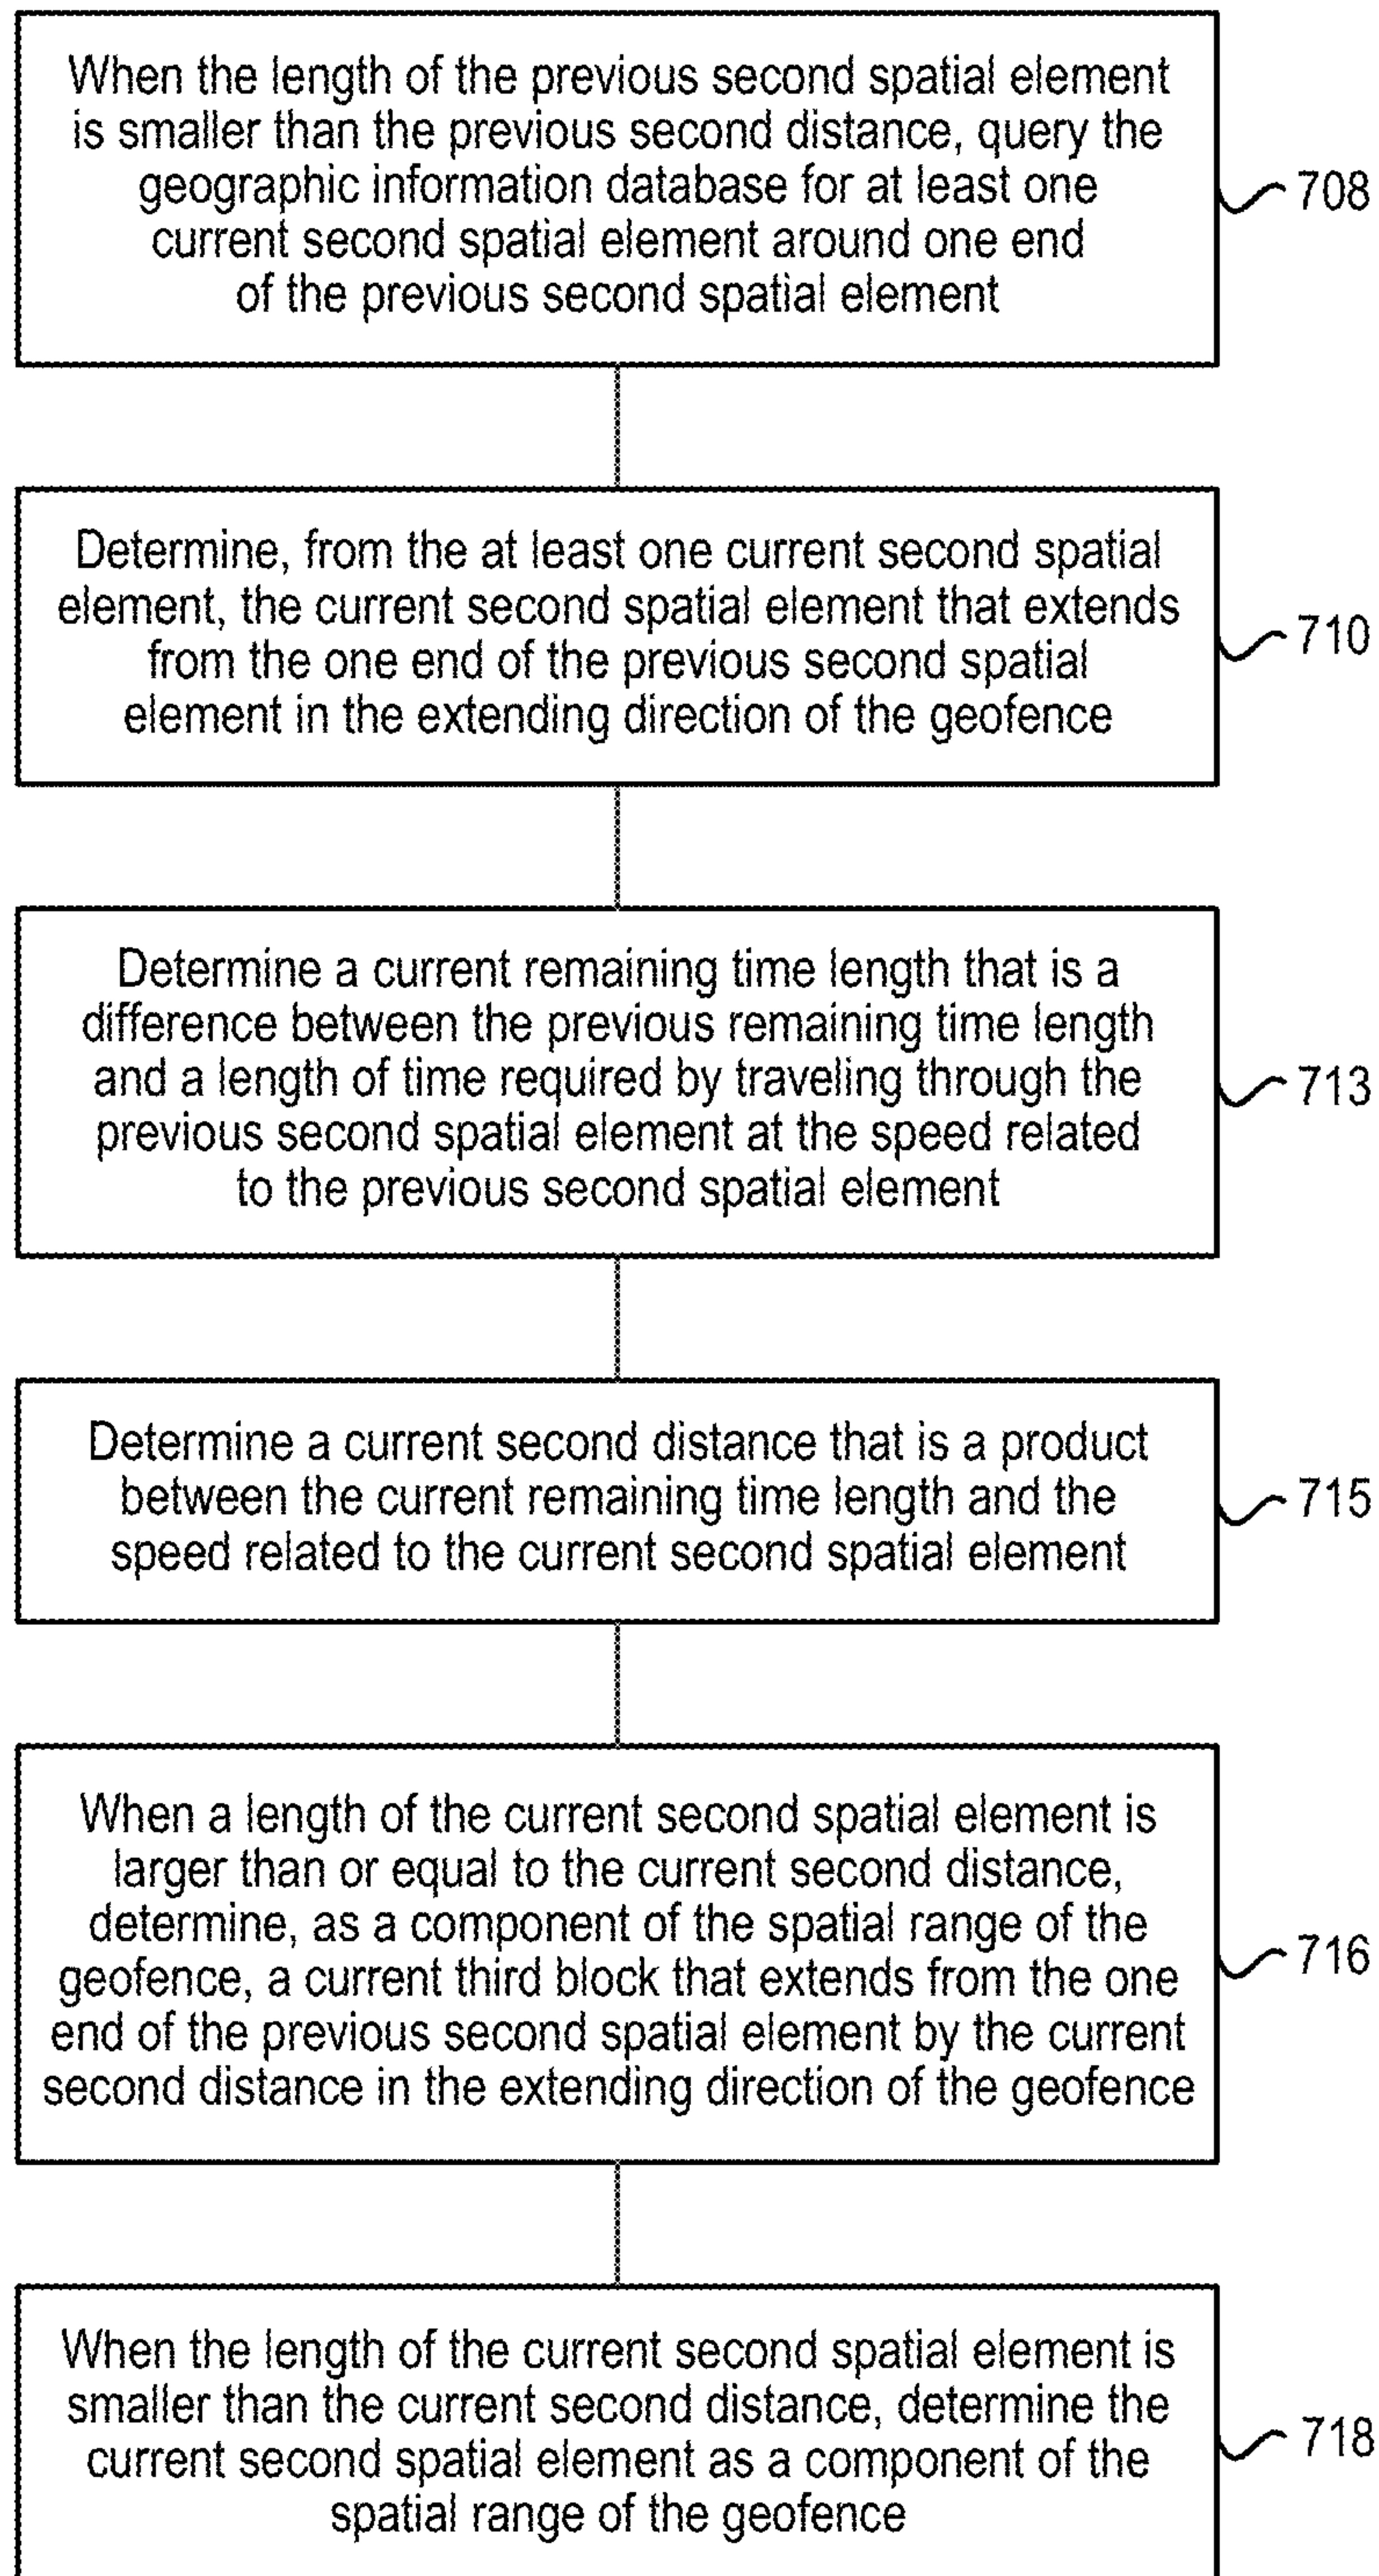 When the length of the previous second spatial element
is smaller than the previous second distance, query the
geographic information database for at least one
current second spatial element around one end
of the previous second spatial element
708
Determine, from the at least one current second spatial
element, the current second spatial element that extends
from the one end of the previous second spatial
element in the extending direction of the geofence
710
Determine a current remaining time length that is a
difference between the previous remaining time length
and a length of time required by traveling through the
previous second spatial element at the speed related
to the previous second spatial element
713
Determine a current second distance that is a product
between the current remaining time length and the
speed related to the current second spatial element
715
When a length of the current second spatial element is
larger than or equal to the current second distance,
determine, as a component of the spatial range of the
geofence, a current third block that extends from the one
end of the previous second spatial element by the current
second distance in the extending direction of the geofence
716
When the length of the current second spatial element is
smaller than the current second distance, determine the
current second spatial element as a component of the
spatial range of the geofence
718